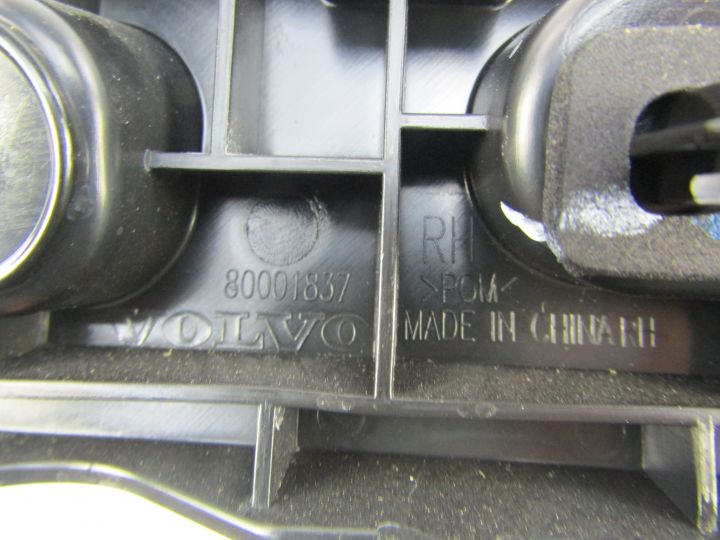 80001837
VOLVO
RH
>POM<
MADE IN CHINA RH